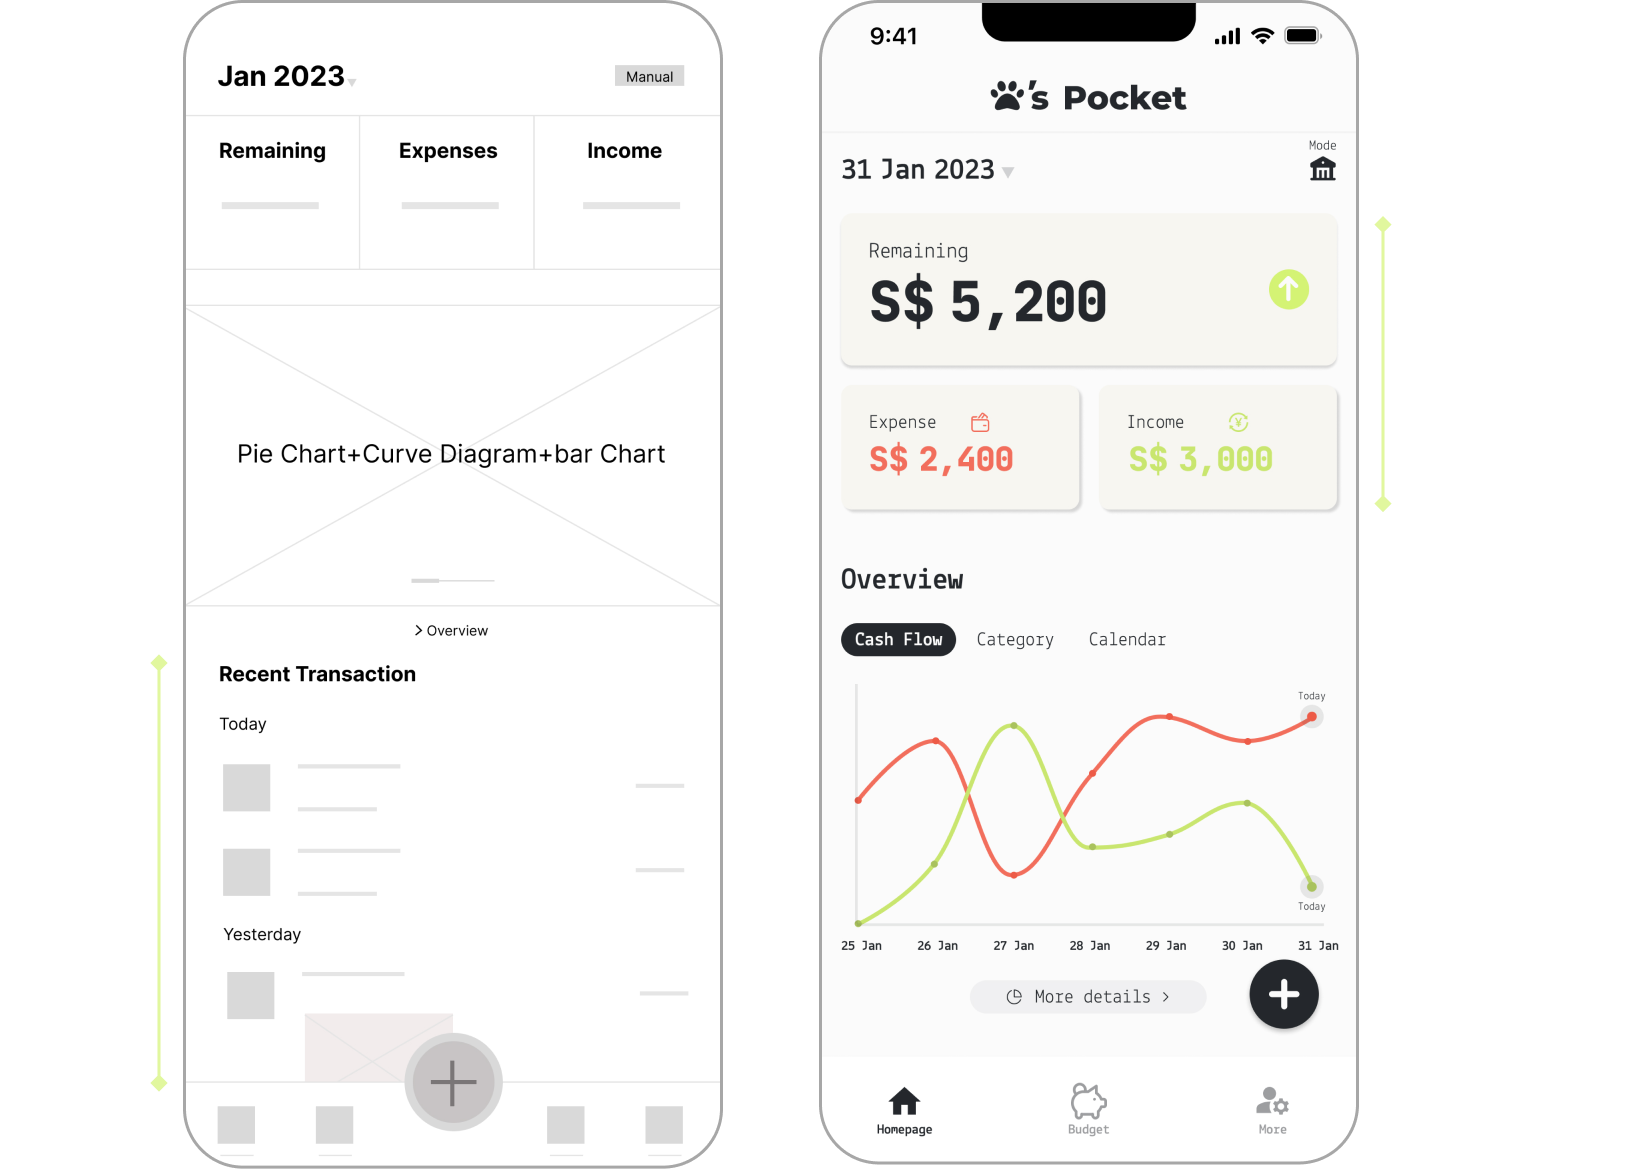 Jan 2023
Manual
Remaining
Expenses
Income
Pie Chart+Curve Diagram+bar Chart
> Overview
Recent Transaction
Today
Yesterday
9:41
's Pocket
Mode
31 Jan 2023
Remaining
S$ 5,200
Expense
S$ 2,400
Income
¥
S$ 3,000
Overview
Cash Flow
Category
Calendar
Today
Today
25 Jan
26 Jan
27 Jan
28 Jan
29 Jan
30 Jan
31 Jan
More details >
Homepage
Budget
More